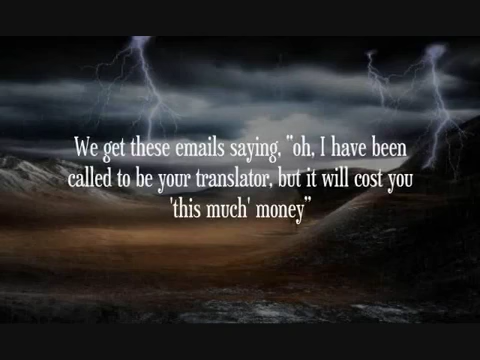 We get these emails saying, "oh, I have been
called to be your translator, but it will cost you
'this much' money"